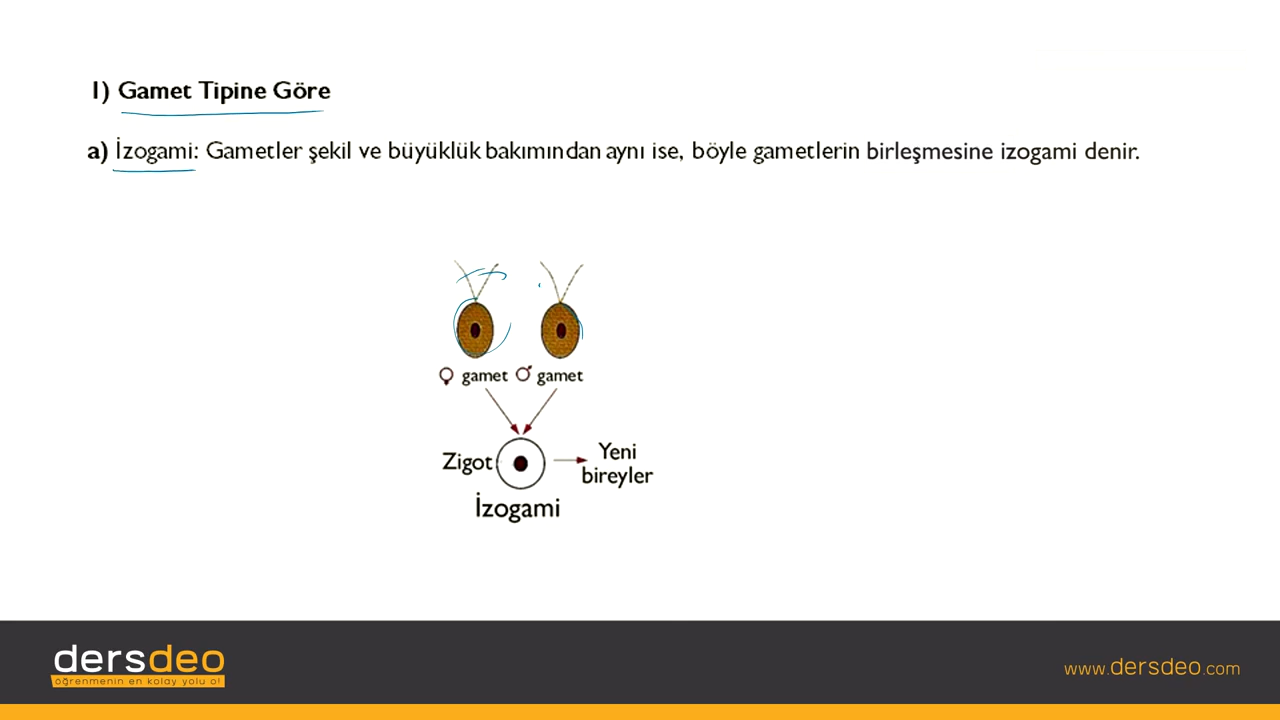 1) Gamet Tipine Göre
a) İzogami: Gametler şekil ve büyüklük bakımından aynı ise, böyle gametlerin birleşmesine izogami denir.
♀ gamet ♂ gamet
Zigot
Yeni
bireyler
İzogami
dersdeo
öğrenmenin en kolay yolu o!
www.dersdeo.com